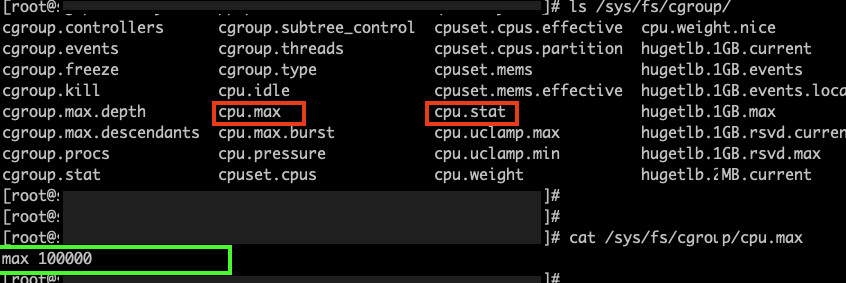 [root@s ]# ls /sys/fs/cgroup/
cgroup.controllers cgroup.subtree_control cpuset.cpus.effective cpu.weight.nice
cgroup.events cgroup.threads cpuset.cpus.partition hugetlb.1GB.current
cgroup.freeze cgroup.type cpuset.mems hugetlb.1GB.events
cgroup.kill cpu.idle cpuset.mems.effective hugetlb.1GB.events.loca
cgroup.max.depth cpu.max cpu.stat hugetlb.1GB.max
cgroup.max.descendants cpu.max.burst cpu.uclamp.max hugetlb.1GB.rsvd.curren
cgroup.procs cpu.pressure cpu.uclamp.min hugetlb.1GB.rsvd.max
cgroup.stat cpuset.cpus cpu.weight hugetlb.2MB.current
[root@s ]#
[root@s ]#
[root@s ]# cat /sys/fs/cgroup/cpu.max
max 100000
[root@s ]#